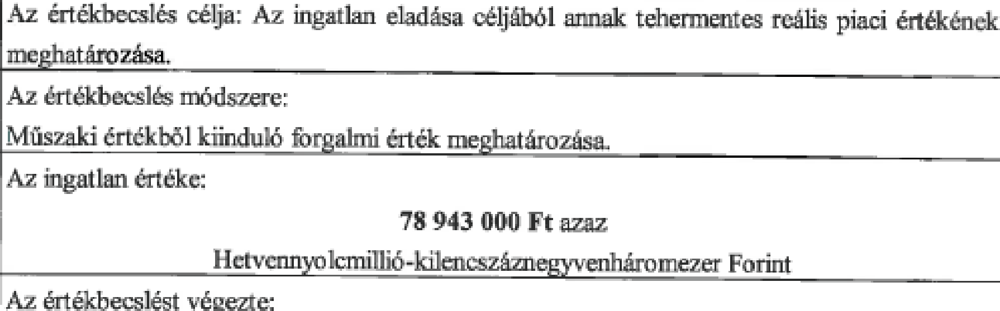 Az értékbecslés célja: Az ingatlan eladása céljából annak tehermentes reális piaci értékének
meghatározása.
Az értékbecslés módszere:
Műszaki értékből kiinduló forgalmi érték meghatározása.
Az ingatlan értéke:
78 943 000 Ft azaz
Hetvennyolcmillió-kilencszáznegyvenháromezer Forint
Az értékbecslést végezte: